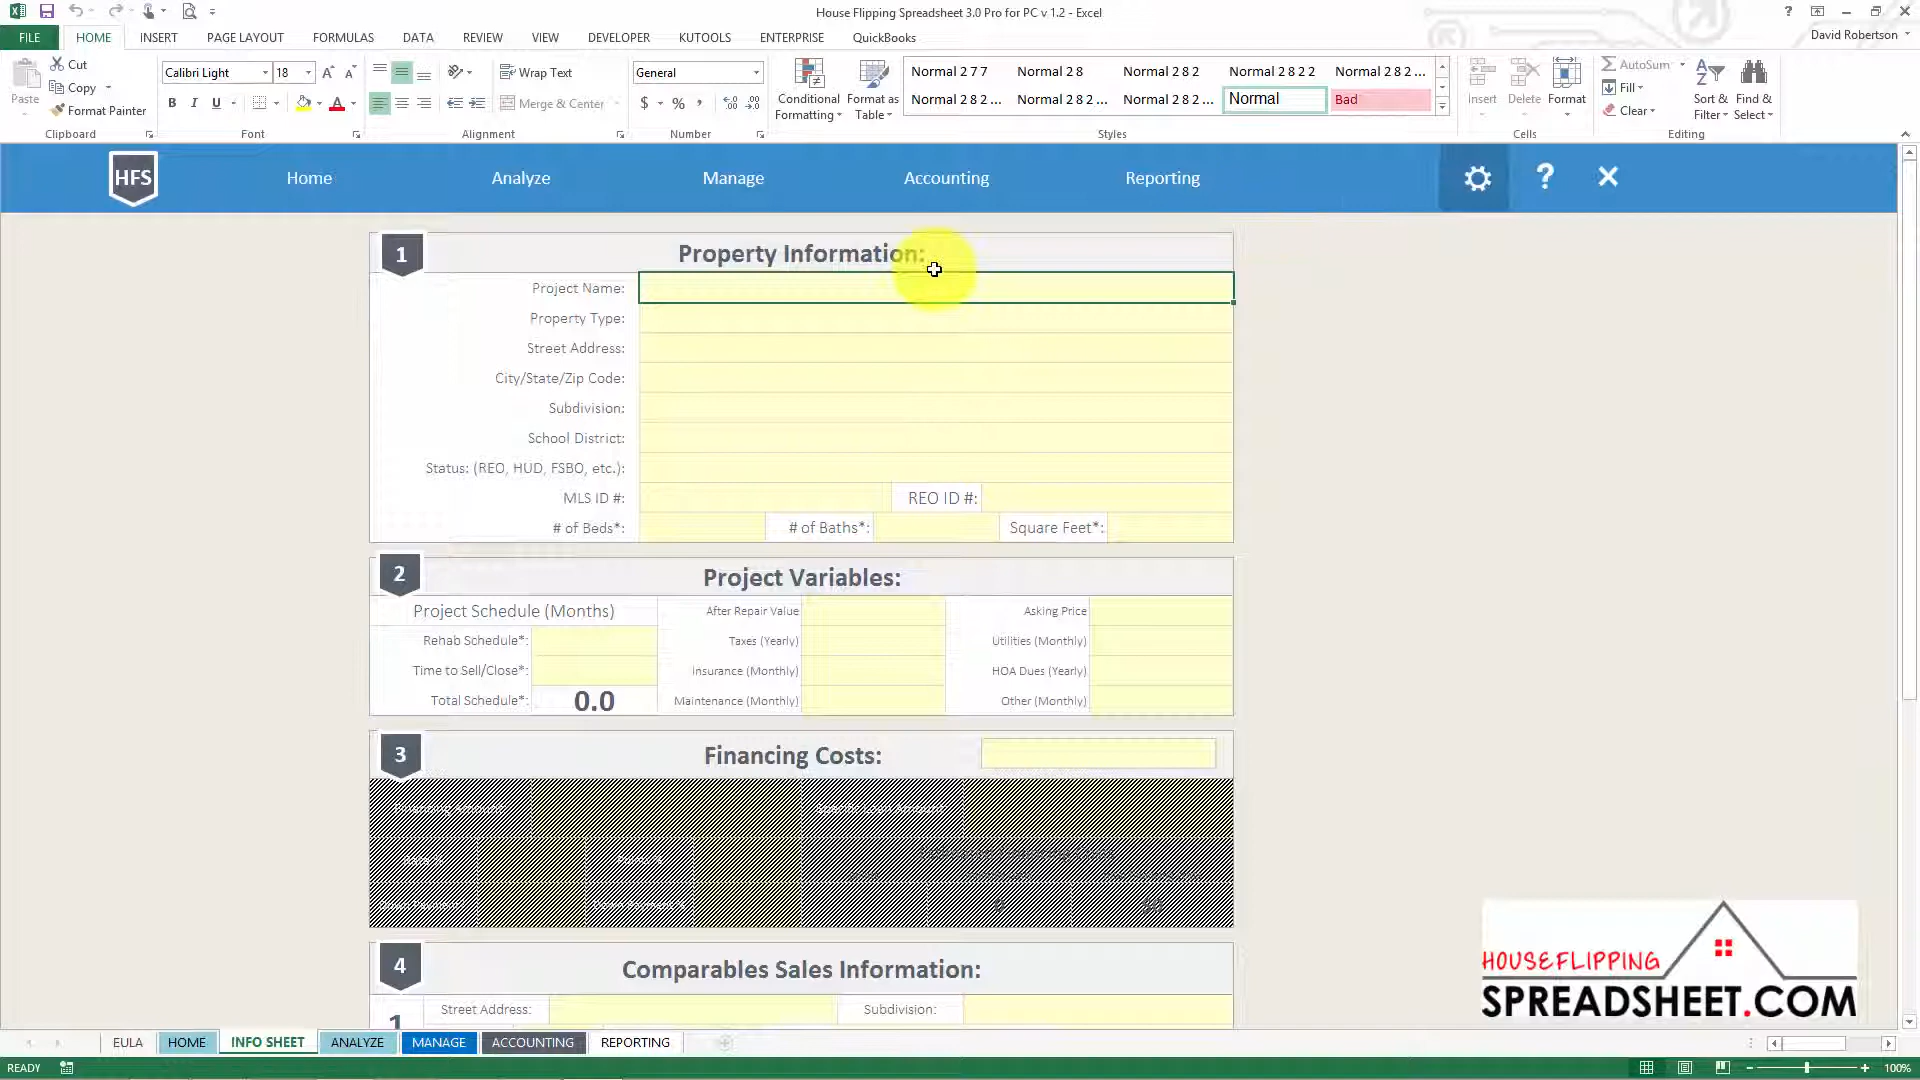 House Flipping Spreadsheet 3.0 Pro for PC v 1.2 - Excel
FILE HOME INSERT PAGE LAYOUT FORMULAS DATA REVIEW VIEW DEVELOPER KUTOOLS ENTERPRISE QuickBooks David Robertson
Paste
Cut
Copy
Format Painter
Clipboard
Calibri Light 18
B I U
Font
Wrap Text
Merge & Center
Alignment
General
$ % ,
Number
Conditional Formatting
Format as Table
Normal 2 7 7 Normal 2 8 Normal 2 8 2 Normal 2 8 2 2 Normal 2 8 2 ...
Normal 2 8 2 ... Normal 2 8 2 ... Normal 2 8 2 ... Normal Bad
Styles
Insert Delete Format
Cells
AutoSum
Fill
Clear
Sort & Filter
Find & Select
Editing
HFS Home Analyze Manage Accounting Reporting ?
1 Property Information:
Project Name:
Property Type:
Street Address:
City/State/Zip Code:
Subdivision:
School District:
Status: (REO, HUD, FSBO, etc.):
MLS ID #: REO ID #:
# of Beds*: # of Baths*: Square Feet*:
2 Project Variables:
Project Schedule (Months) After Repair Value Asking Price
Rehab Schedule*: Taxes (Yearly) Utilities (Monthly)
Time to Sell/Close*: Insurance (Monthly) HOA Dues (Yearly)
Total Schedule*: 0.0 Maintenance (Monthly) Other (Monthly)
3 Financing Costs:
4 Comparables Sales Information:
1 Street Address: Subdivision:
HOUSEFLIPPING
SPREADSHEET.COM
EULA HOME INFO SHEET ANALYZE MANAGE ACCOUNTING REPORTING
READY 100%